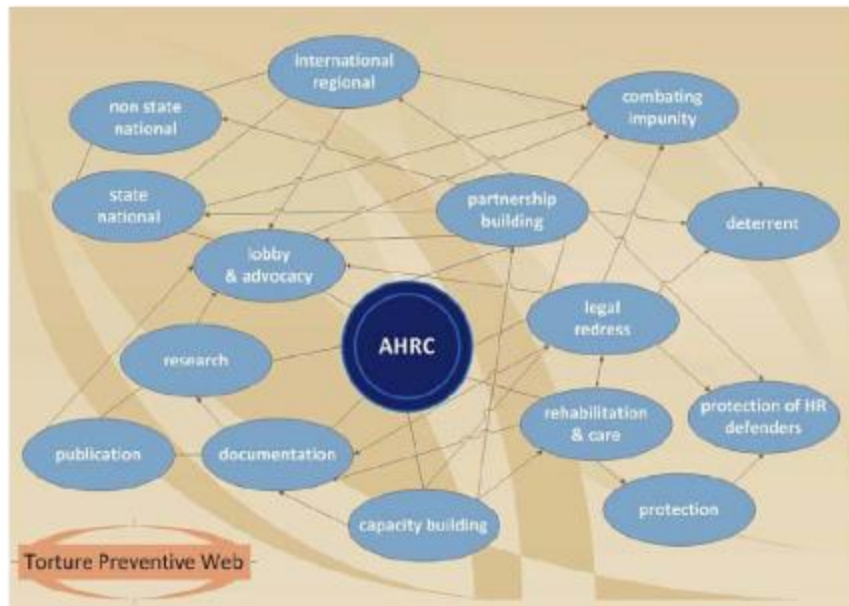 international
regional
non state
national
combating
impunity
state
national
partnership
building
deterrent
lobby
& advocacy
AHRC
legal
redress
research
rehabilitation
& care
protection of HR
defenders
publication
documentation
capacity building
protection
Torture Preventive Web